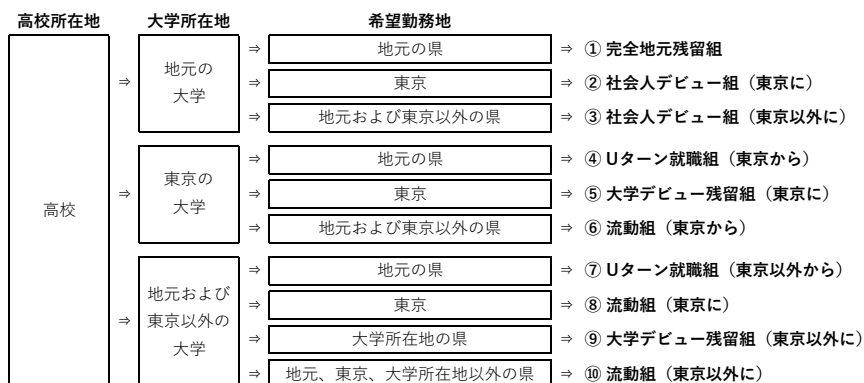 高校所在地 大学所在地 希望勤務地
高校
⇒
地元の
大学
⇒ 地元の県 ⇒ ① 完全地元残留組
⇒ 東京 ⇒ ② 社会人デビュー組（東京に）
⇒ 地元および東京以外の県 ⇒ ③ 社会人デビュー組（東京以外に）
⇒
東京の
大学
⇒ 地元の県 ⇒ ④ Uターン就職組（東京から）
⇒ 東京 ⇒ ⑤ 大学デビュー残留組（東京に）
⇒ 地元および東京以外の県 ⇒ ⑥ 流動組（東京から）
⇒
地元および
東京以外の
大学
⇒ 地元の県 ⇒ ⑦ Uターン就職組（東京以外から）
⇒ 東京 ⇒ ⑧ 流動組（東京に）
⇒ 大学所在地の県 ⇒ ⑨ 大学デビュー残留組（東京以外に）
⇒ 地元、東京、大学所在地以外の県 ⇒ ⑩ 流動組（東京以外に）